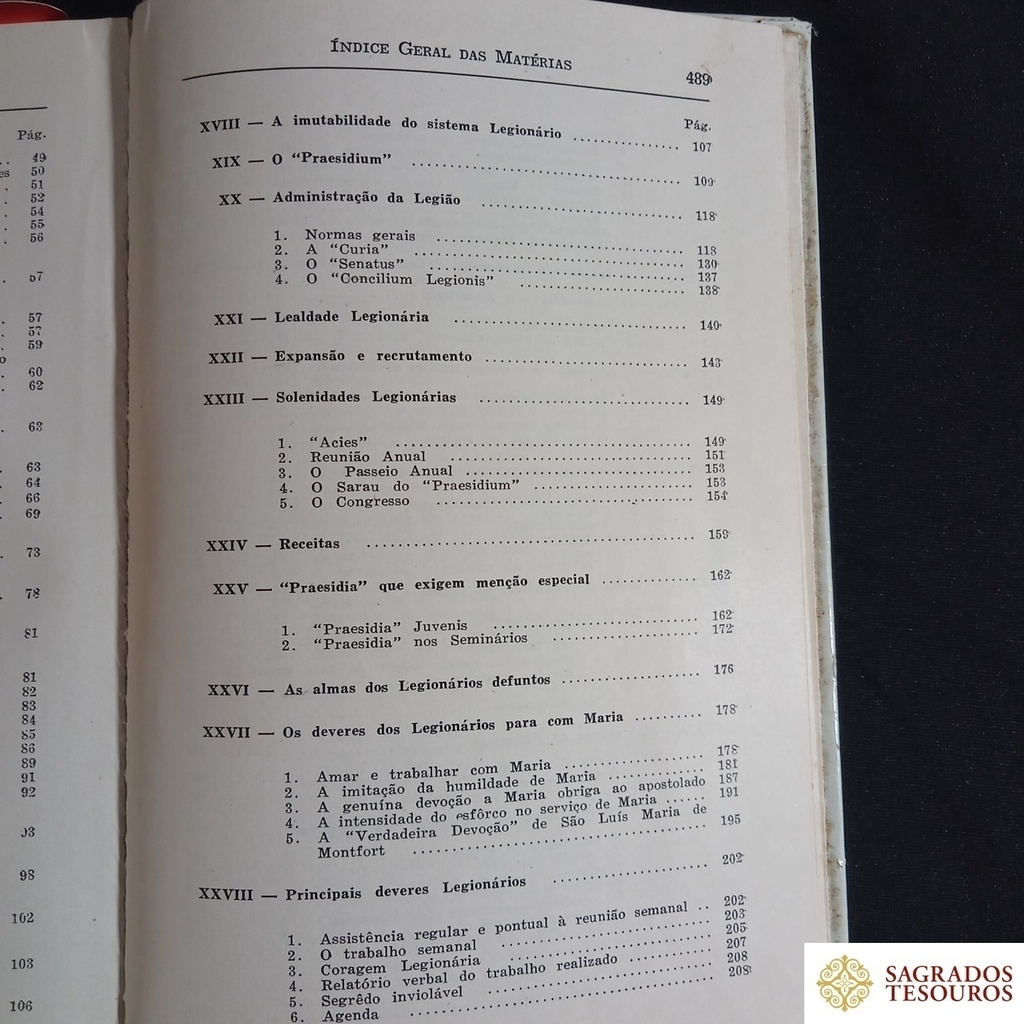 Pág.
49
es 50
51
52
54
55
56
57
57
57
59
60
62
63
63
64
66
69
73
78
81
81
82
83
84
85
86
89
91
92
93
98
102
103
106
ÍNDICE GERAL DAS MATÉRIAS
489
Pág.
XVIII — A imutabilidade do sistema Legionário .............. 107
XIX — O “Praesidium” .................................... 109
XX — Administração da Legião ........................... 118
1. Normas gerais ................................. 118
2. A “Curia” ................................... 130
3. O “Senatus” ................................. 137
4. O “Concilium Legionis” ..................... 138
XXI — Lealdade Legionária .............................. 140
XXII — Expansão e recrutamento ......................... 143
XXIII — Solenidades Legionárias .......................... 149
1. “Acies” ...................................... 149
2. Reunião Anual ................................ 151
3. O Passeio Anual .............................. 153
4. O Sarau do “Praesidium” ..................... 153
5. O Congresso .................................. 154
XXIV — Receitas ......................................... 159
XXV — “Praesidia” que exigem menção especial ............. 162
1. “Praesidia” Juvenis .......................... 162
2. “Praesidia” nos Seminários ................... 172
XXVI — As almas dos Legionários defuntos ................. 176
XXVII — Os deveres dos Legionários para com Maria .......... 178
1. Amar e trabalhar com Maria .................. 178
2. A imitação da humildade de Maria ............ 181
3. A genuína devoção a Maria obriga ao apostolado 187
4. A intensidade do esfôrco no serviço de Maria ...... 191
5. A “Verdadeira Devoção” de São Luís Maria de
Montfort ................................... 195
XXVIII — Principais deveres Legionários .................... 202
1. Assistência regular e pontual à reunião semanal .. 202
2. O trabalho semanal .......................... 203
3. Coragem Legionária .......................... 205
4. Relatório verbal do trabalho realizado ........... 207
5. Segrêdo inviolável ........................... 208
6. Agenda ...................................... 208
SAGRADOS
TESOUROS